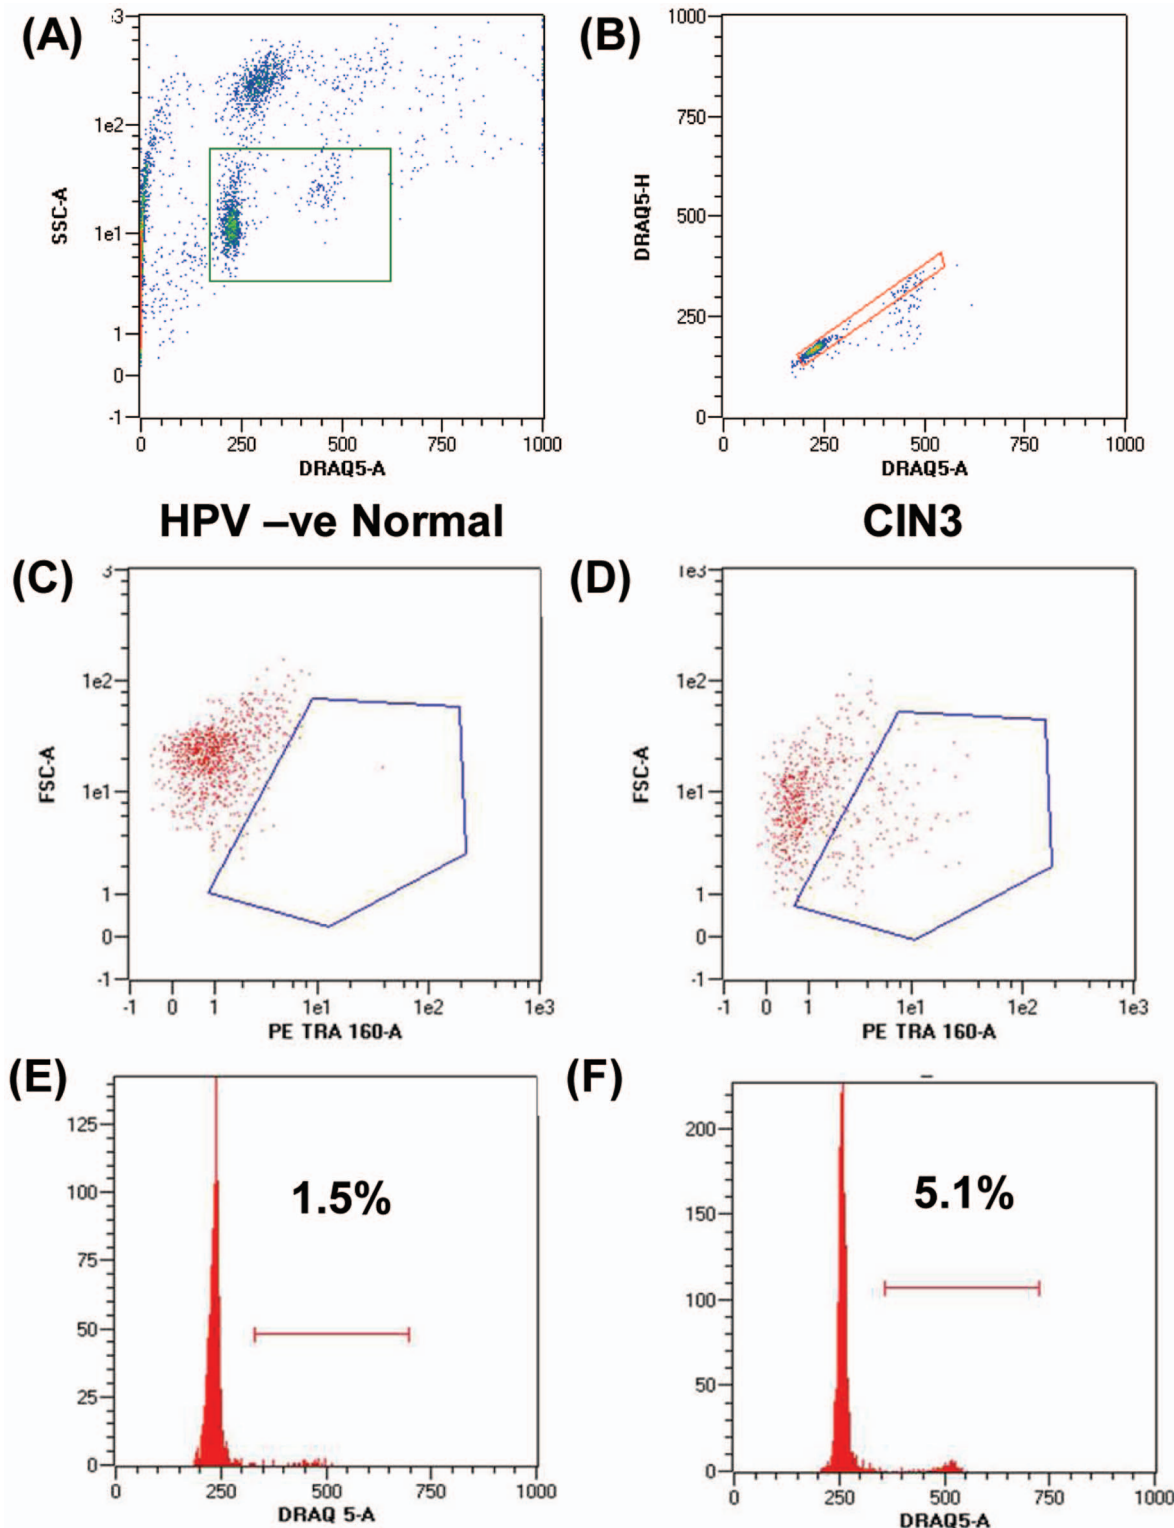 (A)
:3
1e2
1e1
1
0
-1
SSC-A
0 250 500 750 1000
DRAQ5-A
(B)
1000
750
500
250
0
DRAQ5-H
0 250 500 750 1000
DRAQ5-A
HPV –ve Normal
CIN3
(C)
3
1e2
1e1
1
0
-1
FSC-A
-1 0 1 1e1 1e2 1e3
PE TRA 160-A
(D)
1e3
1e2
1e1
1
0
-1
FSC-A
-1 0 1 1e1 1e2 1e3
PE TRA 160-A
(E)
125
100
75
50
25
0
1.5%
0 250 500 750 1000
DRAQ 5-A
(F)
200
150
100
50
0
5.1%
0 250 500 750 1000
DRAQ5-A